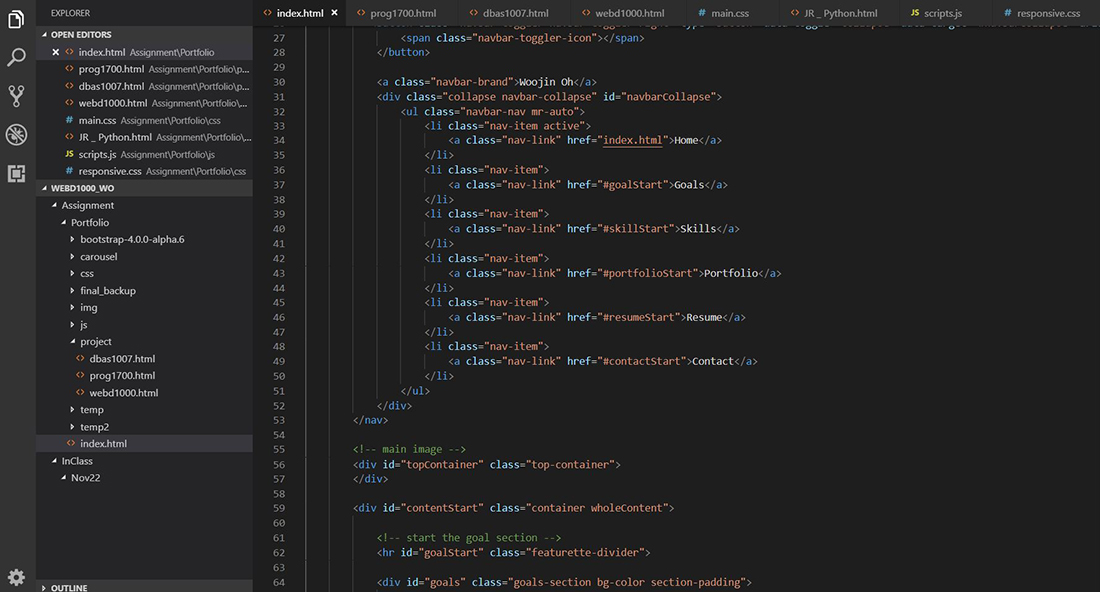 EXPLORER
OPEN EDITORS
index.html Assignment\Portfolio
prog1700.html Assignment\Portfolio\p...
dbas1007.html Assignment\Portfolio\p...
webd1000.html Assignment\Portfolio\...
main.css Assignment\Portfolio\css
JR _ Python.html Assignment\Portfolio\...
scripts.js Assignment\Portfolio\js
responsive.css Assignment\Portfolio\css
WEBD1000_WO
Assignment
Portfolio
bootstrap-4.0.0-alpha.6
carousel
css
final_backup
img
js
project
dbas1007.html
prog1700.html
webd1000.html
temp
temp2
index.html
InClass
Nov22
OUTLINE
index.html prog1700.html dbas1007.html webd1000.html main.css JR _ Python.html scripts.js responsive.css
27 <span class="navbar-toggler-icon"></span>
28 </button>
29
30 <a class="navbar-brand">Woojin Oh</a>
31 <div class="collapse navbar-collapse" id="navbarCollapse">
32 <ul class="navbar-nav mr-auto">
33 <li class="nav-item active">
34 <a class="nav-link" href="index.html">Home</a>
35 </li>
36 <li class="nav-item">
37 <a class="nav-link" href="#goalStart">Goals</a>
38 </li>
39 <li class="nav-item">
40 <a class="nav-link" href="#skillStart">Skills</a>
41 </li>
42 <li class="nav-item">
43 <a class="nav-link" href="#portfolioStart">Portfolio</a>
44 </li>
45 <li class="nav-item">
46 <a class="nav-link" href="#resumeStart">Resume</a>
47 </li>
48 <li class="nav-item">
49 <a class="nav-link" href="#contactStart">Contact</a>
50 </li>
51 </ul>
52 </div>
53 </nav>
54
55 <!-- main image -->
56 <div id="topContainer" class="top-container">
57 </div>
58
59 <div id="contentStart" class="container wholeContent">
60
61 <!-- start the goal section -->
62 <hr id="goalStart" class="featurette-divider">
63
64 <div id="goals" class="goals-section bg-color section-padding">